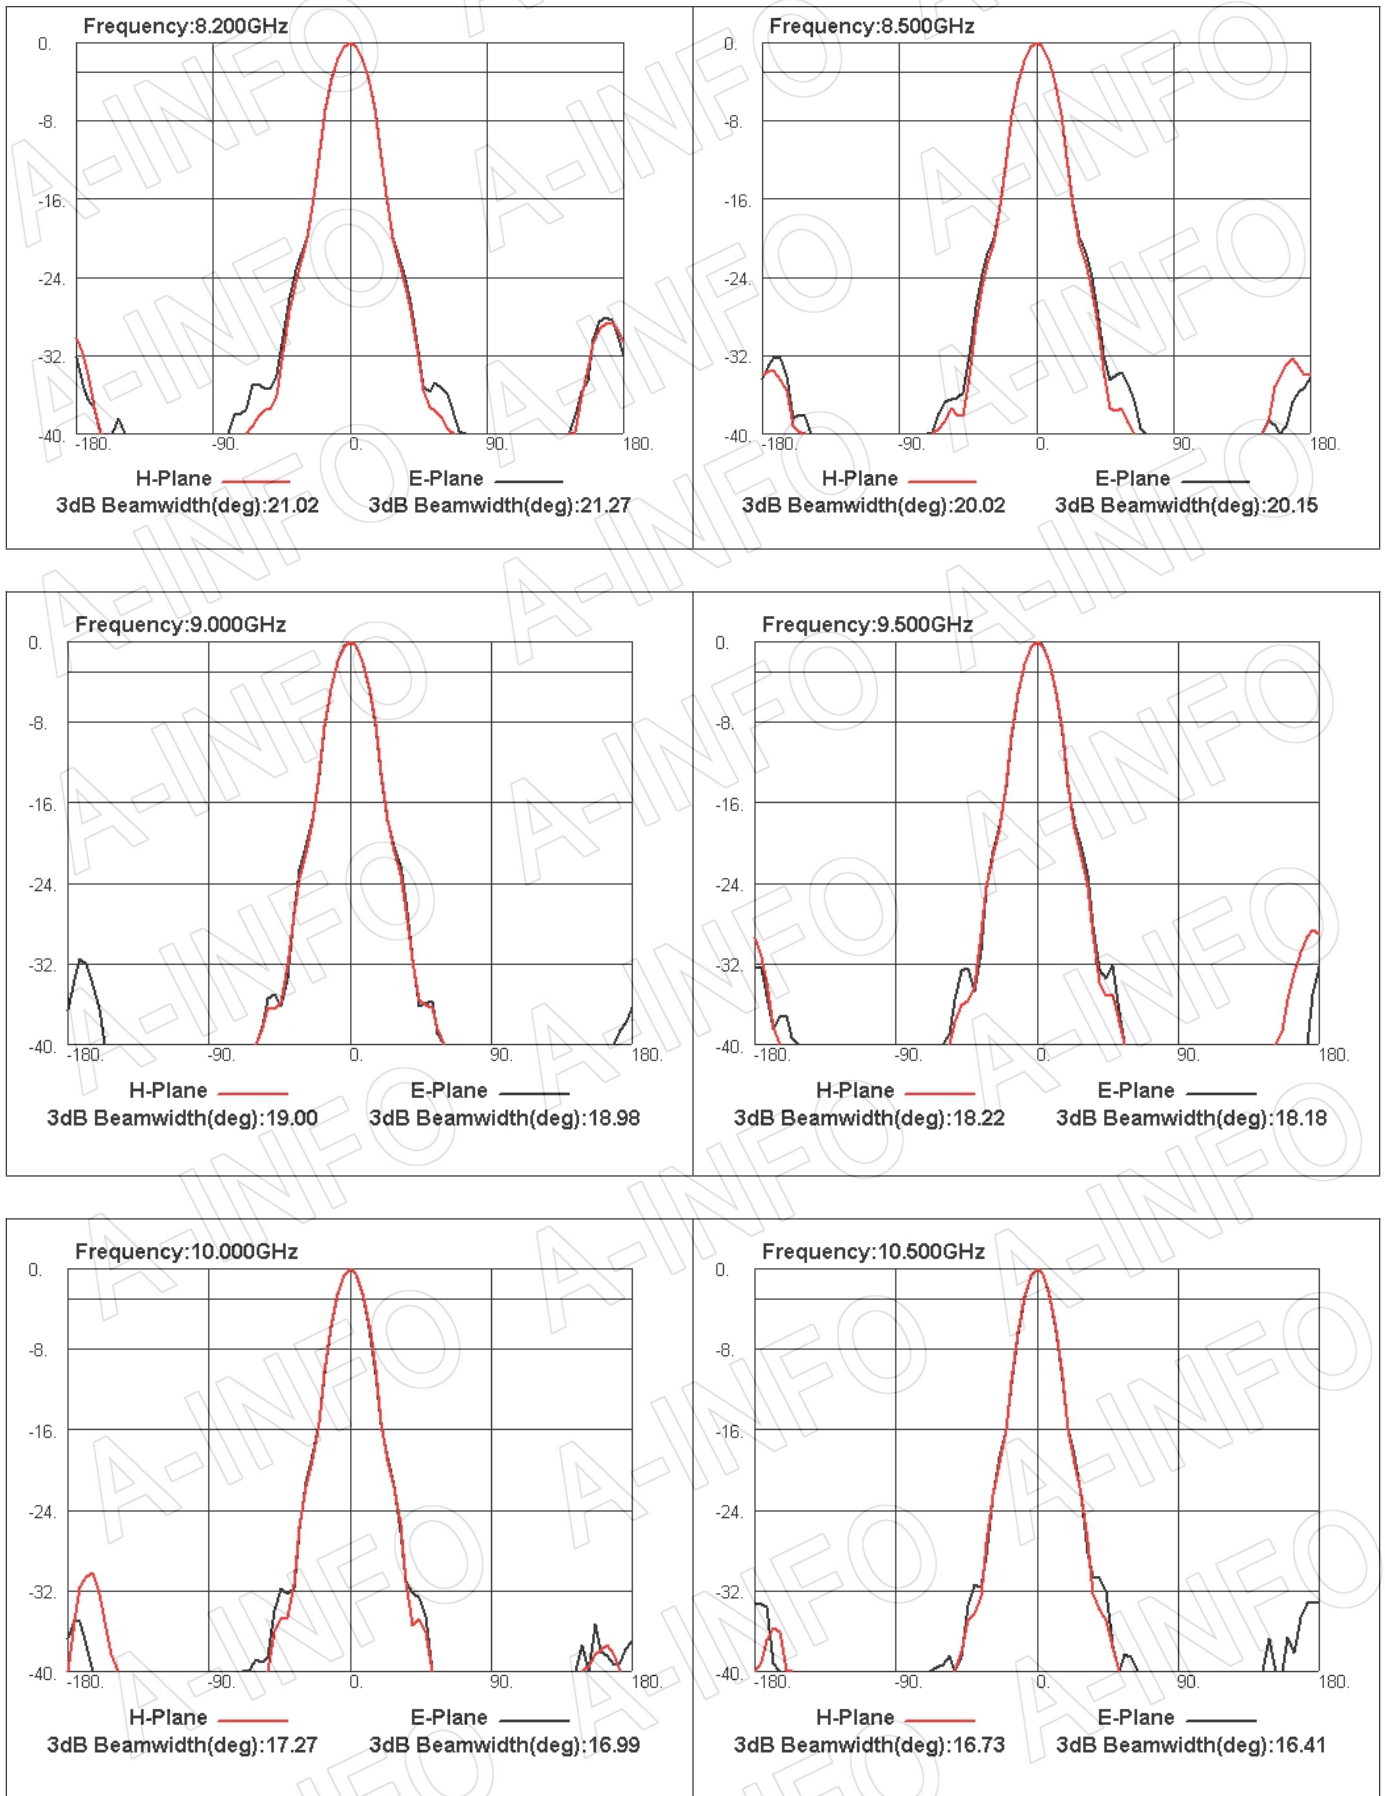 Frequency:8.200GHz
0.
-8.
-16.
-24.
-32.
-40.
-180. -90. 0. 90. 180.
H-Plane E-Plane
3dB Beamwidth(deg):21.02 3dB Beamwidth(deg):21.27
Frequency:8.500GHz
0.
-8.
-16.
-24.
-32.
-40.
-180. -90. 0. 90. 180.
H-Plane E-Plane
3dB Beamwidth(deg):20.02 3dB Beamwidth(deg):20.15
Frequency:9.000GHz
0.
-8.
-16.
-24.
-32.
-40.
-180. -90. 0. 90. 180.
H-Plane E-Plane
3dB Beamwidth(deg):19.00 3dB Beamwidth(deg):18.98
Frequency:9.500GHz
0.
-8.
-16.
-24.
-32.
-40.
-180. -90. 0. 90. 180.
H-Plane E-Plane
3dB Beamwidth(deg):18.22 3dB Beamwidth(deg):18.18
Frequency:10.000GHz
0.
-8.
-16.
-24.
-32.
-40.
-180. -90. 0. 90. 180.
H-Plane E-Plane
3dB Beamwidth(deg):17.27 3dB Beamwidth(deg):16.99
Frequency:10.500GHz
0.
-8.
-16.
-24.
-32.
-40.
-180. -90. 0. 90. 180.
H-Plane E-Plane
3dB Beamwidth(deg):16.73 3dB Beamwidth(deg):16.41
A-INFO